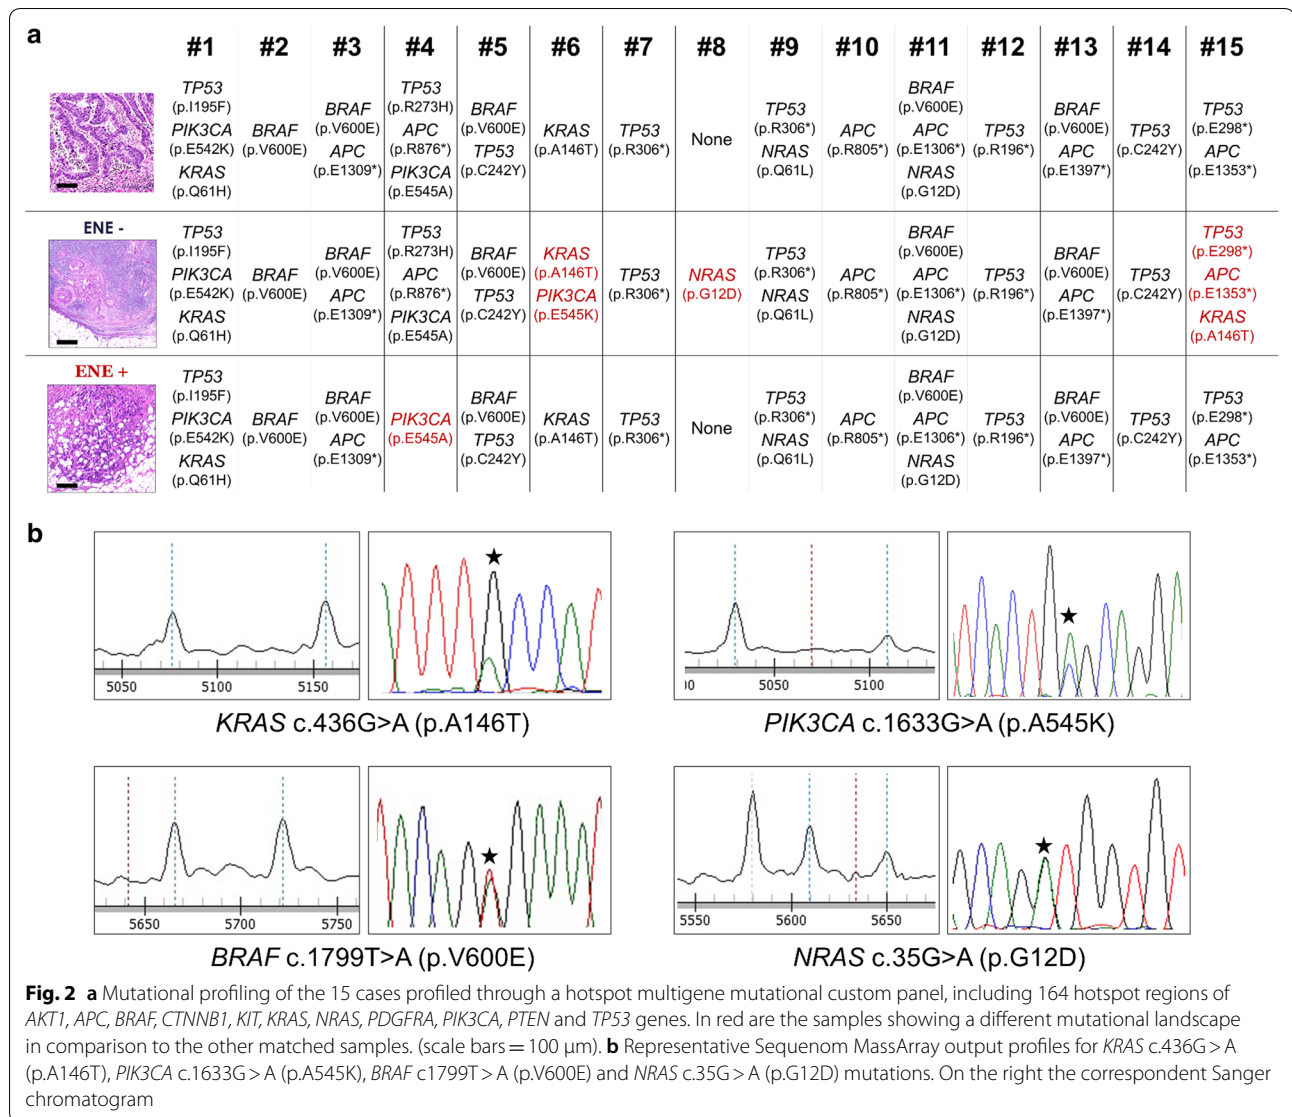 a
#1 #2 #3 #4 #5 #6 #7 #8 #9 #10 #11 #12 #13 #14 #15
TP53
(p.I195F)
PIK3CA
(p.E542K)
KRAS
(p.Q61H)
BRAF
(p.V600E)
BRAF
(p.V600E)
APC
(p.E1309*)
TP53
(p.R273H)
APC
(p.R876*)
PIK3CA
(p.E545A)
BRAF
(p.V600E)
TP53
(p.C242Y)
KRAS
(p.A146T)
TP53
(p.R306*)
None
TP53
(p.R306*)
NRAS
(p.Q61L)
APC
(p.R805*)
BRAF
(p.V600E)
APC
(p.E1306*)
NRAS
(p.G12D)
TP53
(p.R196*)
BRAF
(p.V600E)
APC
(p.E1397*)
TP53
(p.C242Y)
TP53
(p.E298*)
APC
(p.E1353*)
ENE -
TP53
(p.I195F)
PIK3CA
(p.E542K)
KRAS
(p.Q61H)
BRAF
(p.V600E)
BRAF
(p.V600E)
APC
(p.E1309*)
TP53
(p.R273H)
APC
(p.R876*)
PIK3CA
(p.E545A)
BRAF
(p.V600E)
TP53
(p.C242Y)
KRAS
(p.A146T)
PIK3CA
(p.E545K)
TP53
(p.R306*)
NRAS
(p.G12D)
TP53
(p.R306*)
NRAS
(p.Q61L)
APC
(p.R805*)
BRAF
(p.V600E)
APC
(p.E1306*)
NRAS
(p.G12D)
TP53
(p.R196*)
BRAF
(p.V600E)
APC
(p.E1397*)
TP53
(p.C242Y)
TP53
(p.E298*)
APC
(p.E1353*)
KRAS
(p.A146T)
ENE +
TP53
(p.I195F)
PIK3CA
(p.E542K)
KRAS
(p.Q61H)
BRAF
(p.V600E)
BRAF
(p.V600E)
APC
(p.E1309*)
PIK3CA
(p.E545A)
BRAF
(p.V600E)
TP53
(p.C242Y)
KRAS
(p.A146T)
TP53
(p.R306*)
None
TP53
(p.R306*)
NRAS
(p.Q61L)
APC
(p.R805*)
BRAF
(p.V600E)
APC
(p.E1306*)
NRAS
(p.G12D)
TP53
(p.R196*)
BRAF
(p.V600E)
APC
(p.E1397*)
TP53
(p.C242Y)
TP53
(p.E298*)
APC
(p.E1353*)
b
5050 5100 5150
KRAS c.436G>A (p.A146T)
00 5050 5100
PIK3CA c.1633G>A (p.A545K)
5650 5700 5750
BRAF c.1799T>A (p.V600E)
5550 5600 5650
NRAS c.35G>A (p.G12D)
Fig. 2 a Mutational profiling of the 15 cases profiled through a hotspot multigene mutational custom panel, including 164 hotspot regions of
AKT1, APC, BRAF, CTNNB1, KIT, KRAS, NRAS, PDGFRA, PIK3CA, PTEN and TP53 genes. In red are the samples showing a different mutational landscape
in comparison to the other matched samples. (scale bars = 100 μm). b Representative Sequenom MassArray output profiles for KRAS c.436G > A
(p.A146T), PIK3CA c.1633G > A (p.A545K), BRAF c1799T > A (p.V600E) and NRAS c.35G > A (p.G12D) mutations. On the right the correspondent Sanger
chromatogram